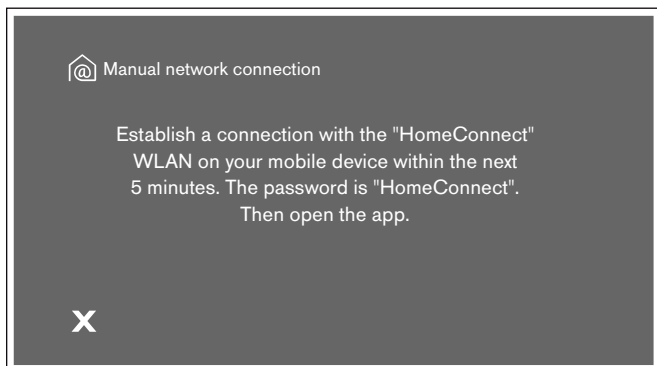 @ Manual network connection
Establish a connection with the "HomeConnect"
WLAN on your mobile device within the next
5 minutes. The password is "HomeConnect".
Then open the app.
X